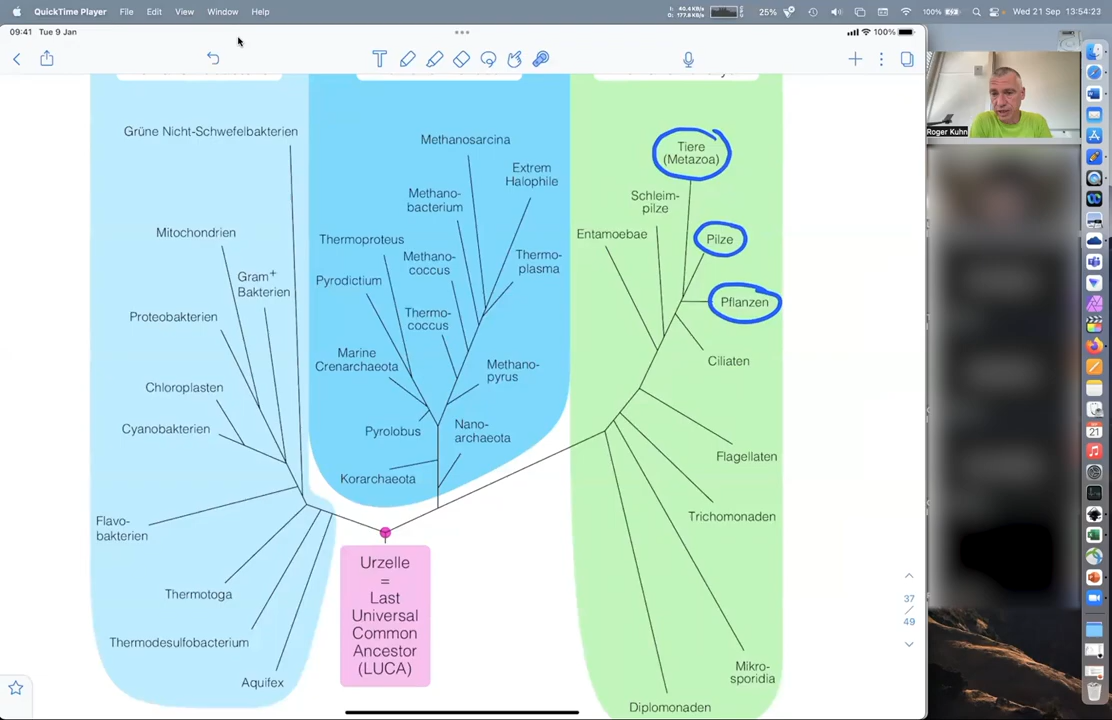 QuickTime Player File Edit View Window Help
25%
100%
Wed 21 Sep 13:54:23
09:41 Tue 9 Jan
100%
Grüne Nicht-Schwefelbakterien
Mitochondrien
Gram+
Bakterien
Proteobakterien
Chloroplasten
Cyanobakterien
Flavo-
bakterien
Thermotoga
Thermodesulfobacterium
Aquifex
Methanosarcina
Extrem
Halophile
Methano-
bacterium
Thermoproteus
Methano-
coccus
Thermo-
plasma
Pyrodictium
Thermo-
coccus
Marine
Crenarchaeota
Methano-
pyrus
Pyrolobus
Nano-
archaeota
Korarchaeota
Urzelle
=
Last
Universal
Common
Ancestor
(LUCA)
Tiere
(Metazoa)
Schleim-
pilze
Entamoebae
Pilze
Pflanzen
Ciliaten
Flagellaten
Trichomonaden
Mikro-
sporidia
Diplomonaden
37
/
49
Roger Kuhn
21